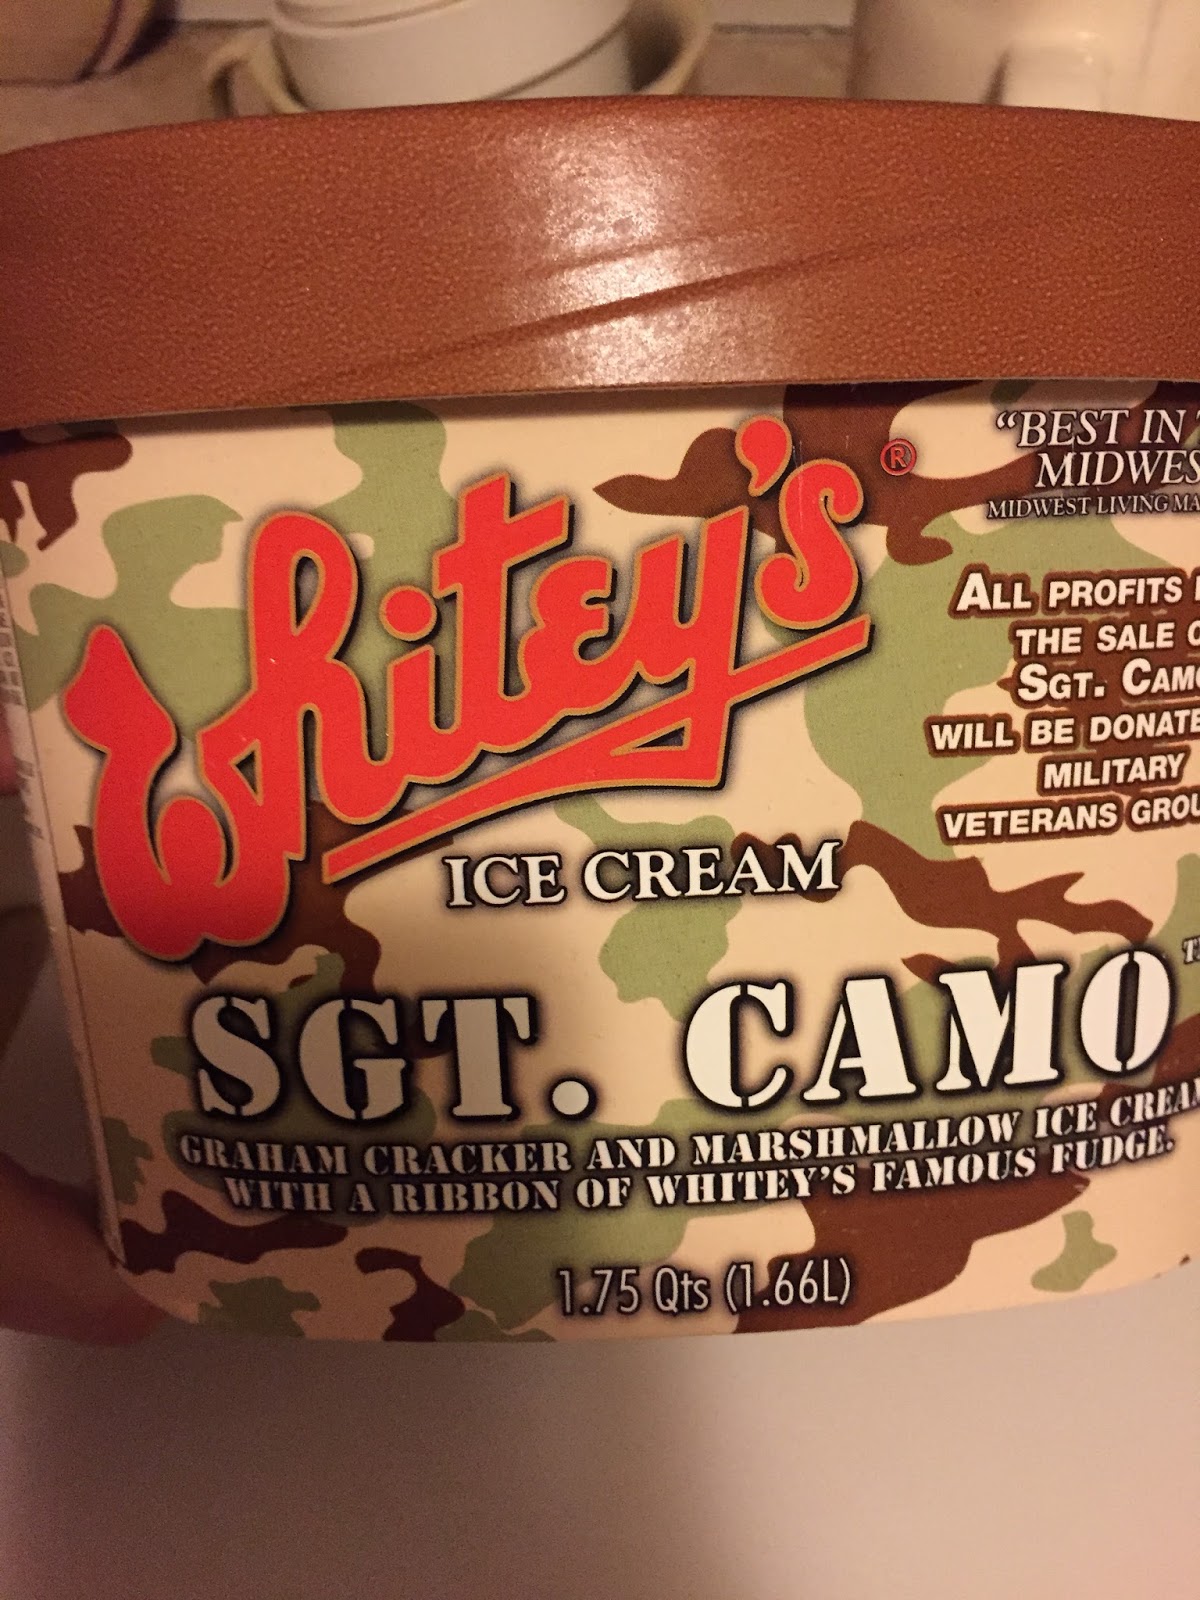 Whitey's®
ICE CREAM
"BEST IN
MIDWES
MIDWEST LIVING MA
ALL PROFITS
THE SALE
SGT. CAMO
WILL BE DONATE
MILITARY
VETERANS GROU
SGT. CAMO
GRAHAM CRACKER AND MARSHMALLOW ICE CREAM
WITH A RIBBON OF WHITEY'S FAMOUS FUDGE.
1.75 Qts (1.66L)